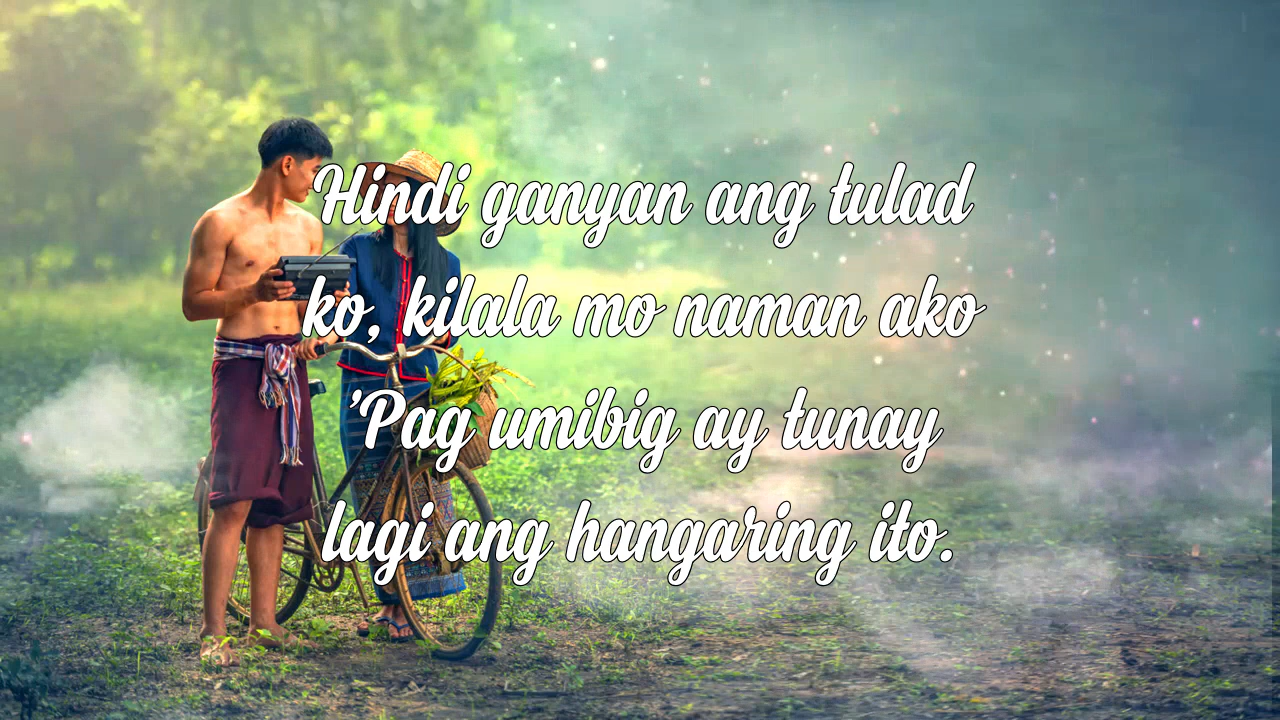 Hindi ganyan ang tulad
ko, kilala mo naman ako
'Pag umibig ay tunay
lagi ang hangaring ito.